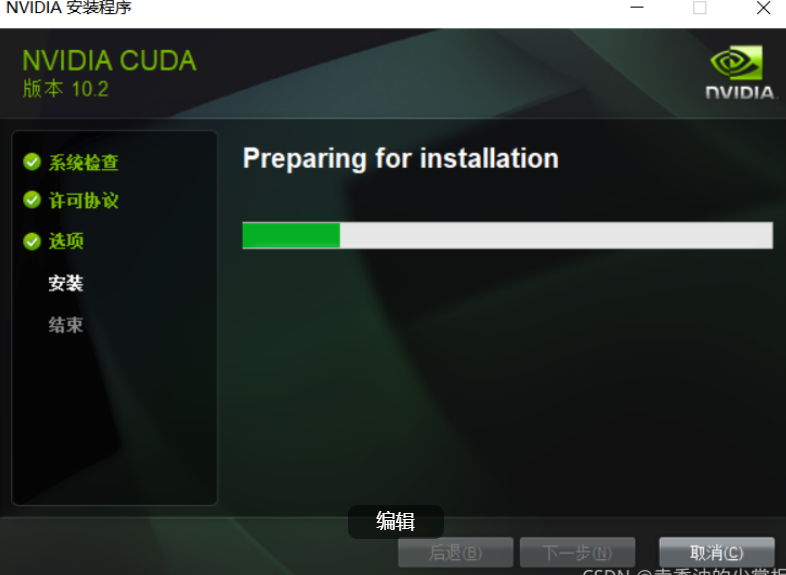 NVIDIA 安装程序
NVIDIA CUDA
版本 10.2
NVIDIA.
系统检查
许可协议
选项
安装
结束
Preparing for installation
编辑
后退(B)
下一步(N)
取消(C)
CSDN